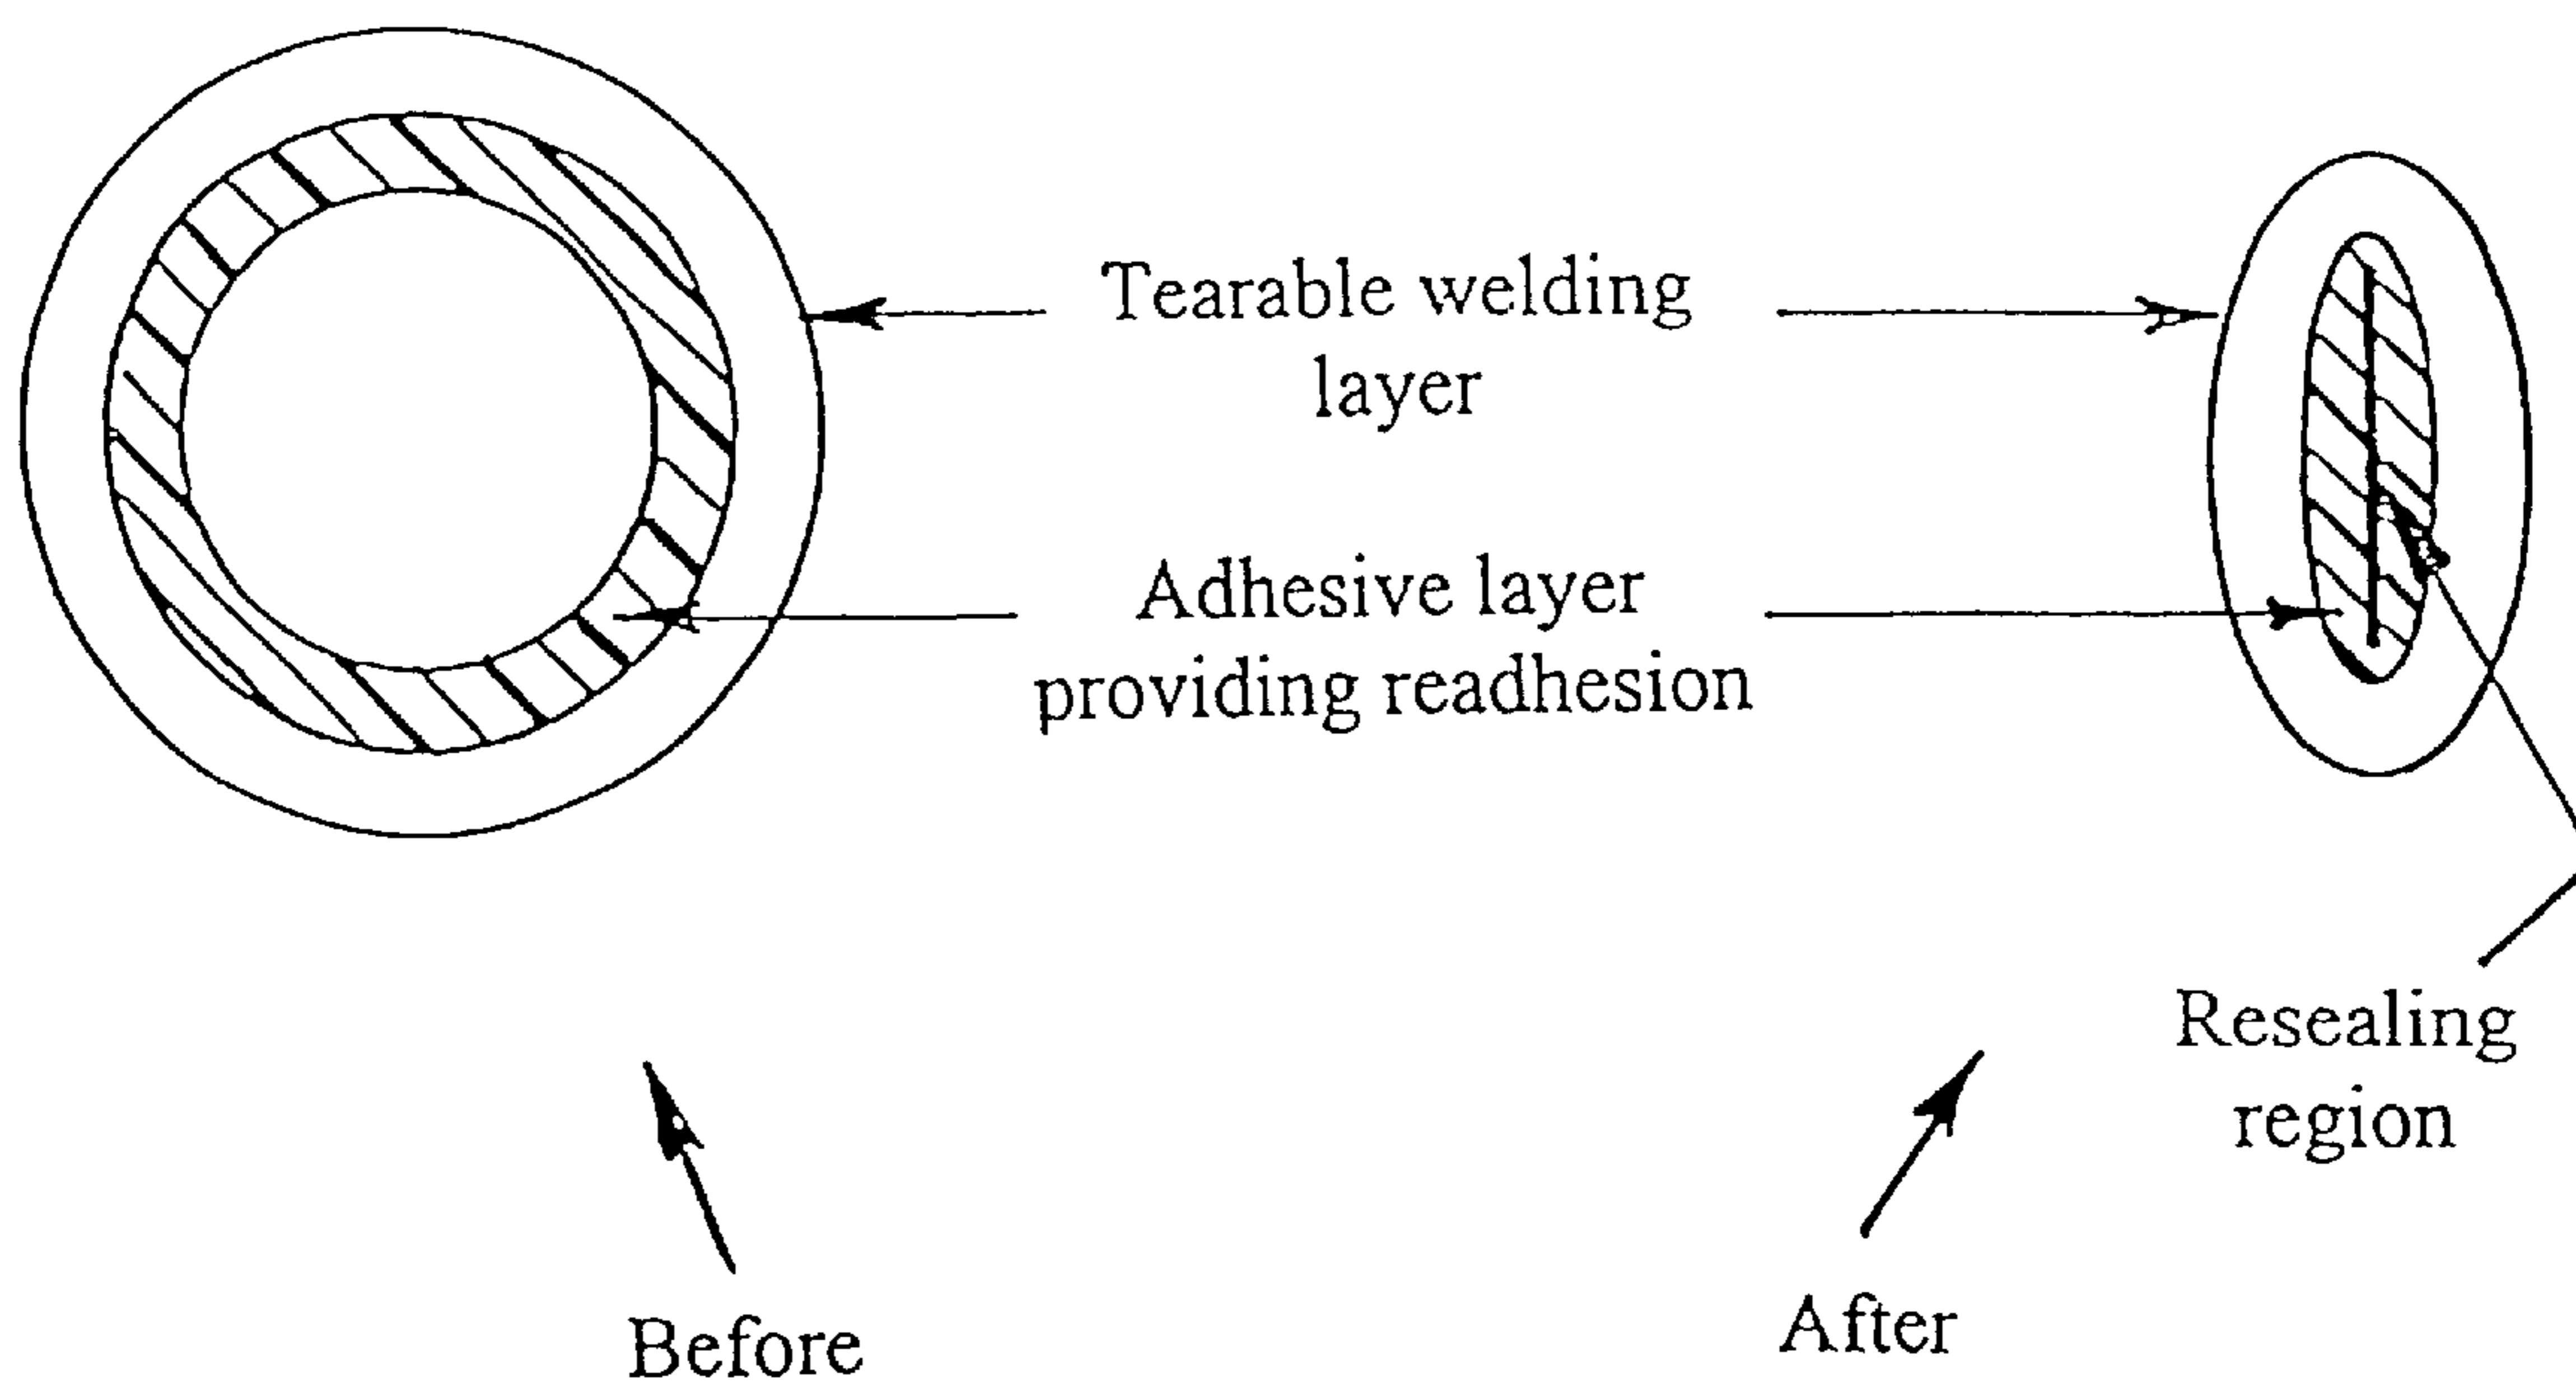 Tearable welding
layer
Adhesive layer
providing readhesion
Resealing
region
Before
After